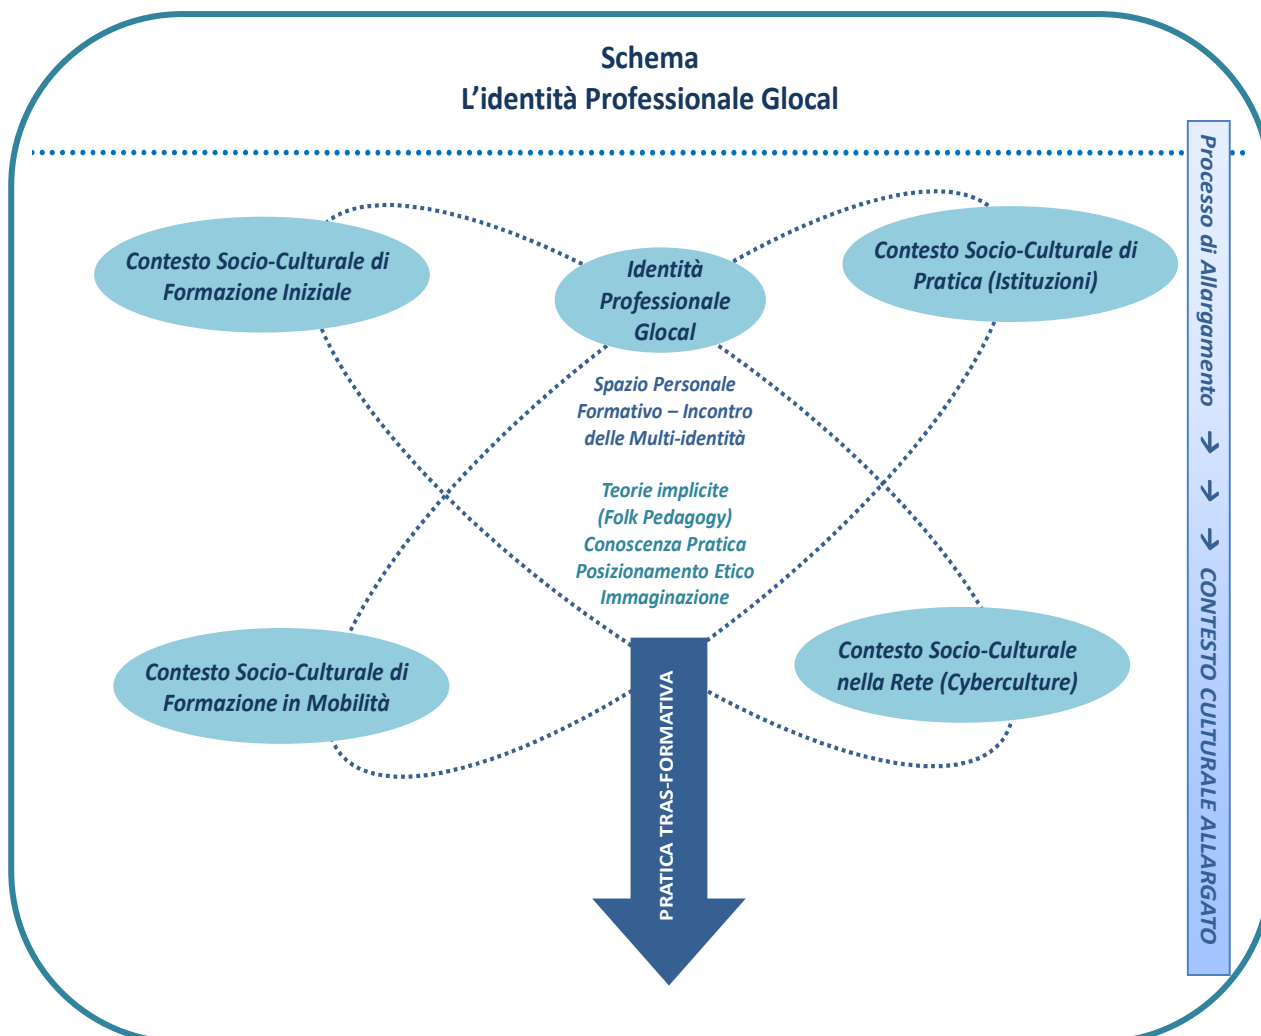 Schema
L'identità Professionale Glocal
Contesto Socio-Culturale di
Formazione Iniziale
Identità
Professionale
Glocal
Contesto Socio-Culturale di
Pratica (Istituzioni)
Spazio Personale
Formativo – Incontro
delle Multi-identità
Teorie implicite
(Folk Pedagogy)
Conoscenza Pratica
Posizionamento Etico
Immaginazione
Contesto Socio-Culturale di
Formazione in Mobilità
Contesto Socio-Culturale
nella Rete (Cyberculture)
PRATICA TRAS-FORMATIVA
Processo di Allargamento → → → CONTESTO CULTURALE ALLARGATO